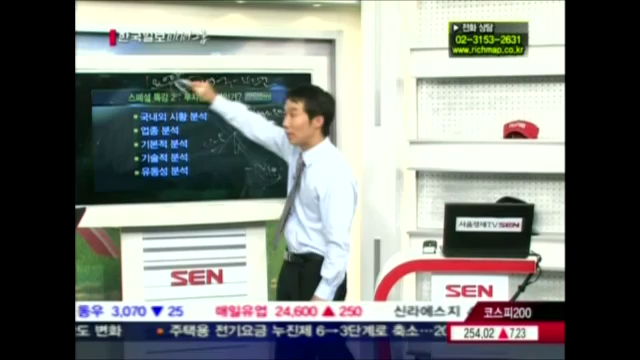 한국일보
▶ 전화 상담
02-3153-2631
www.richmap.co.kr
스페셜 특강 2
• 국내외 시황 분석
• 업종 분석
• 기본적 분석
• 기술적 분석
• 유동성 분석
서울경제TV SEN
SEN
SEN
동우 3,070 ▼ 25 매일유업 24,600 ▲ 250 신라에스지
코스피200
도 변화 • 주택용 전기요금 누진제 6→3단계로 축소...20
254.02 ▲ 7.23